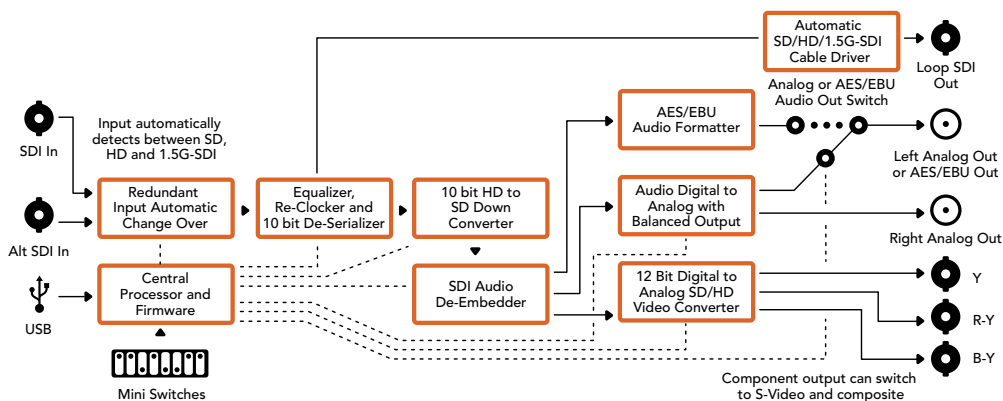 Automatic
SD/HD/1.5G-SDI
Cable Driver
Loop SDI
Out
Analog or AES/EBU
Audio Out Switch
SDI In
Input automatically
detects between SD,
HD and 1.5G-SDI
AES/EBU
Audio Formatter
Left Analog Out
or AES/EBU Out
Alt SDI In
Redundant
Input Automatic
Change Over
Equalizer,
Re-Clocker and
10 bit De-Serializer
10 bit HD to
SD Down
Converter
Audio Digital to
Analog with
Balanced Output
Right Analog Out
USB
Central
Processor and
Firmware
SDI Audio
De-Embedder
12 Bit Digital to
Analog SD/HD
Video Converter
Y
R-Y
B-Y
Mini Switches
Component output can switch
to S-Video and composite